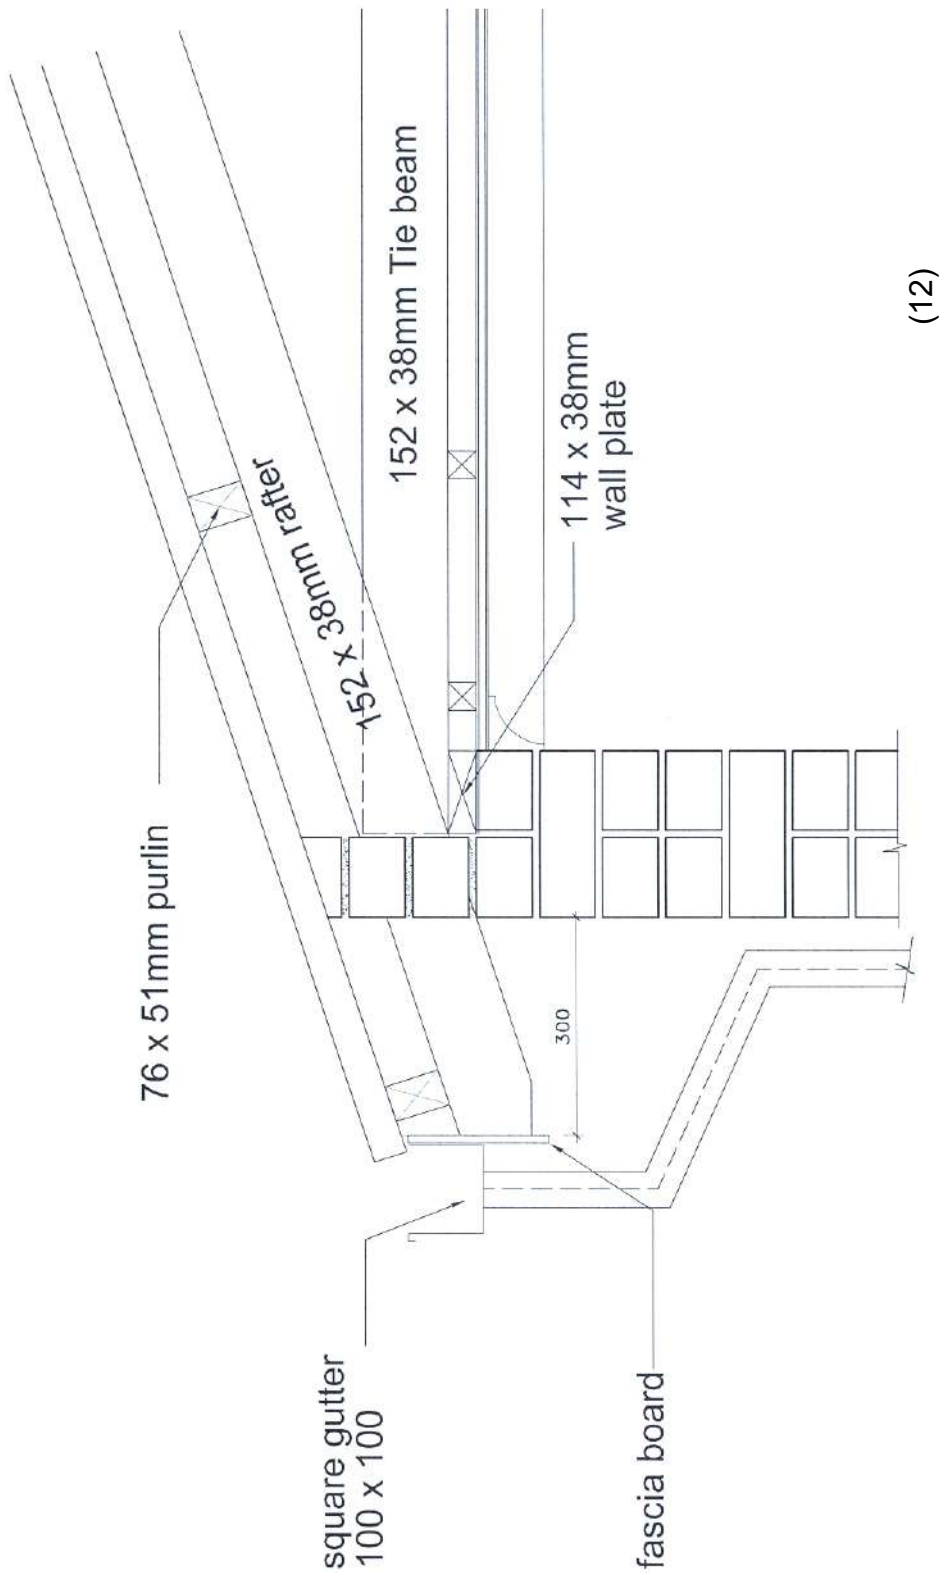 76 x 51mm purlin
152 x 38mm rafter
152 x 38mm Tie beam
114 x 38mm
wall plate
square gutter
100 x 100
300
fascia board
(12)